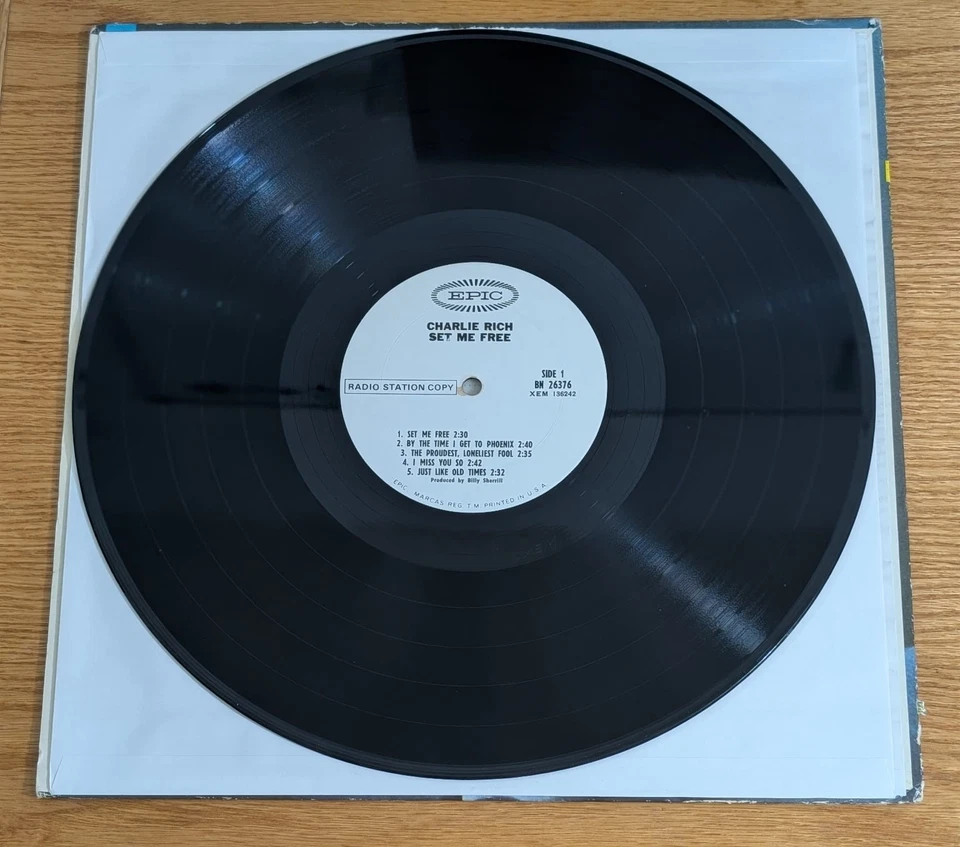 EPIC
CHARLIE RICH
SET ME FREE
RADIO STATION COPY
SIDE 1
BN 26376
XEM 136242
1. SET ME FREE 2:30
2. BY THE TIME I GET TO PHOENIX 2:40
3. THE PROUDEST, LONELIEST FOOL 2:35
4. I MISS YOU SO 2:42
5. JUST LIKE OLD TIMES 2:32
Produced by Billy Sherrill
EPIC. MARCAS REG. T.M. PRINTED IN U.S.A.